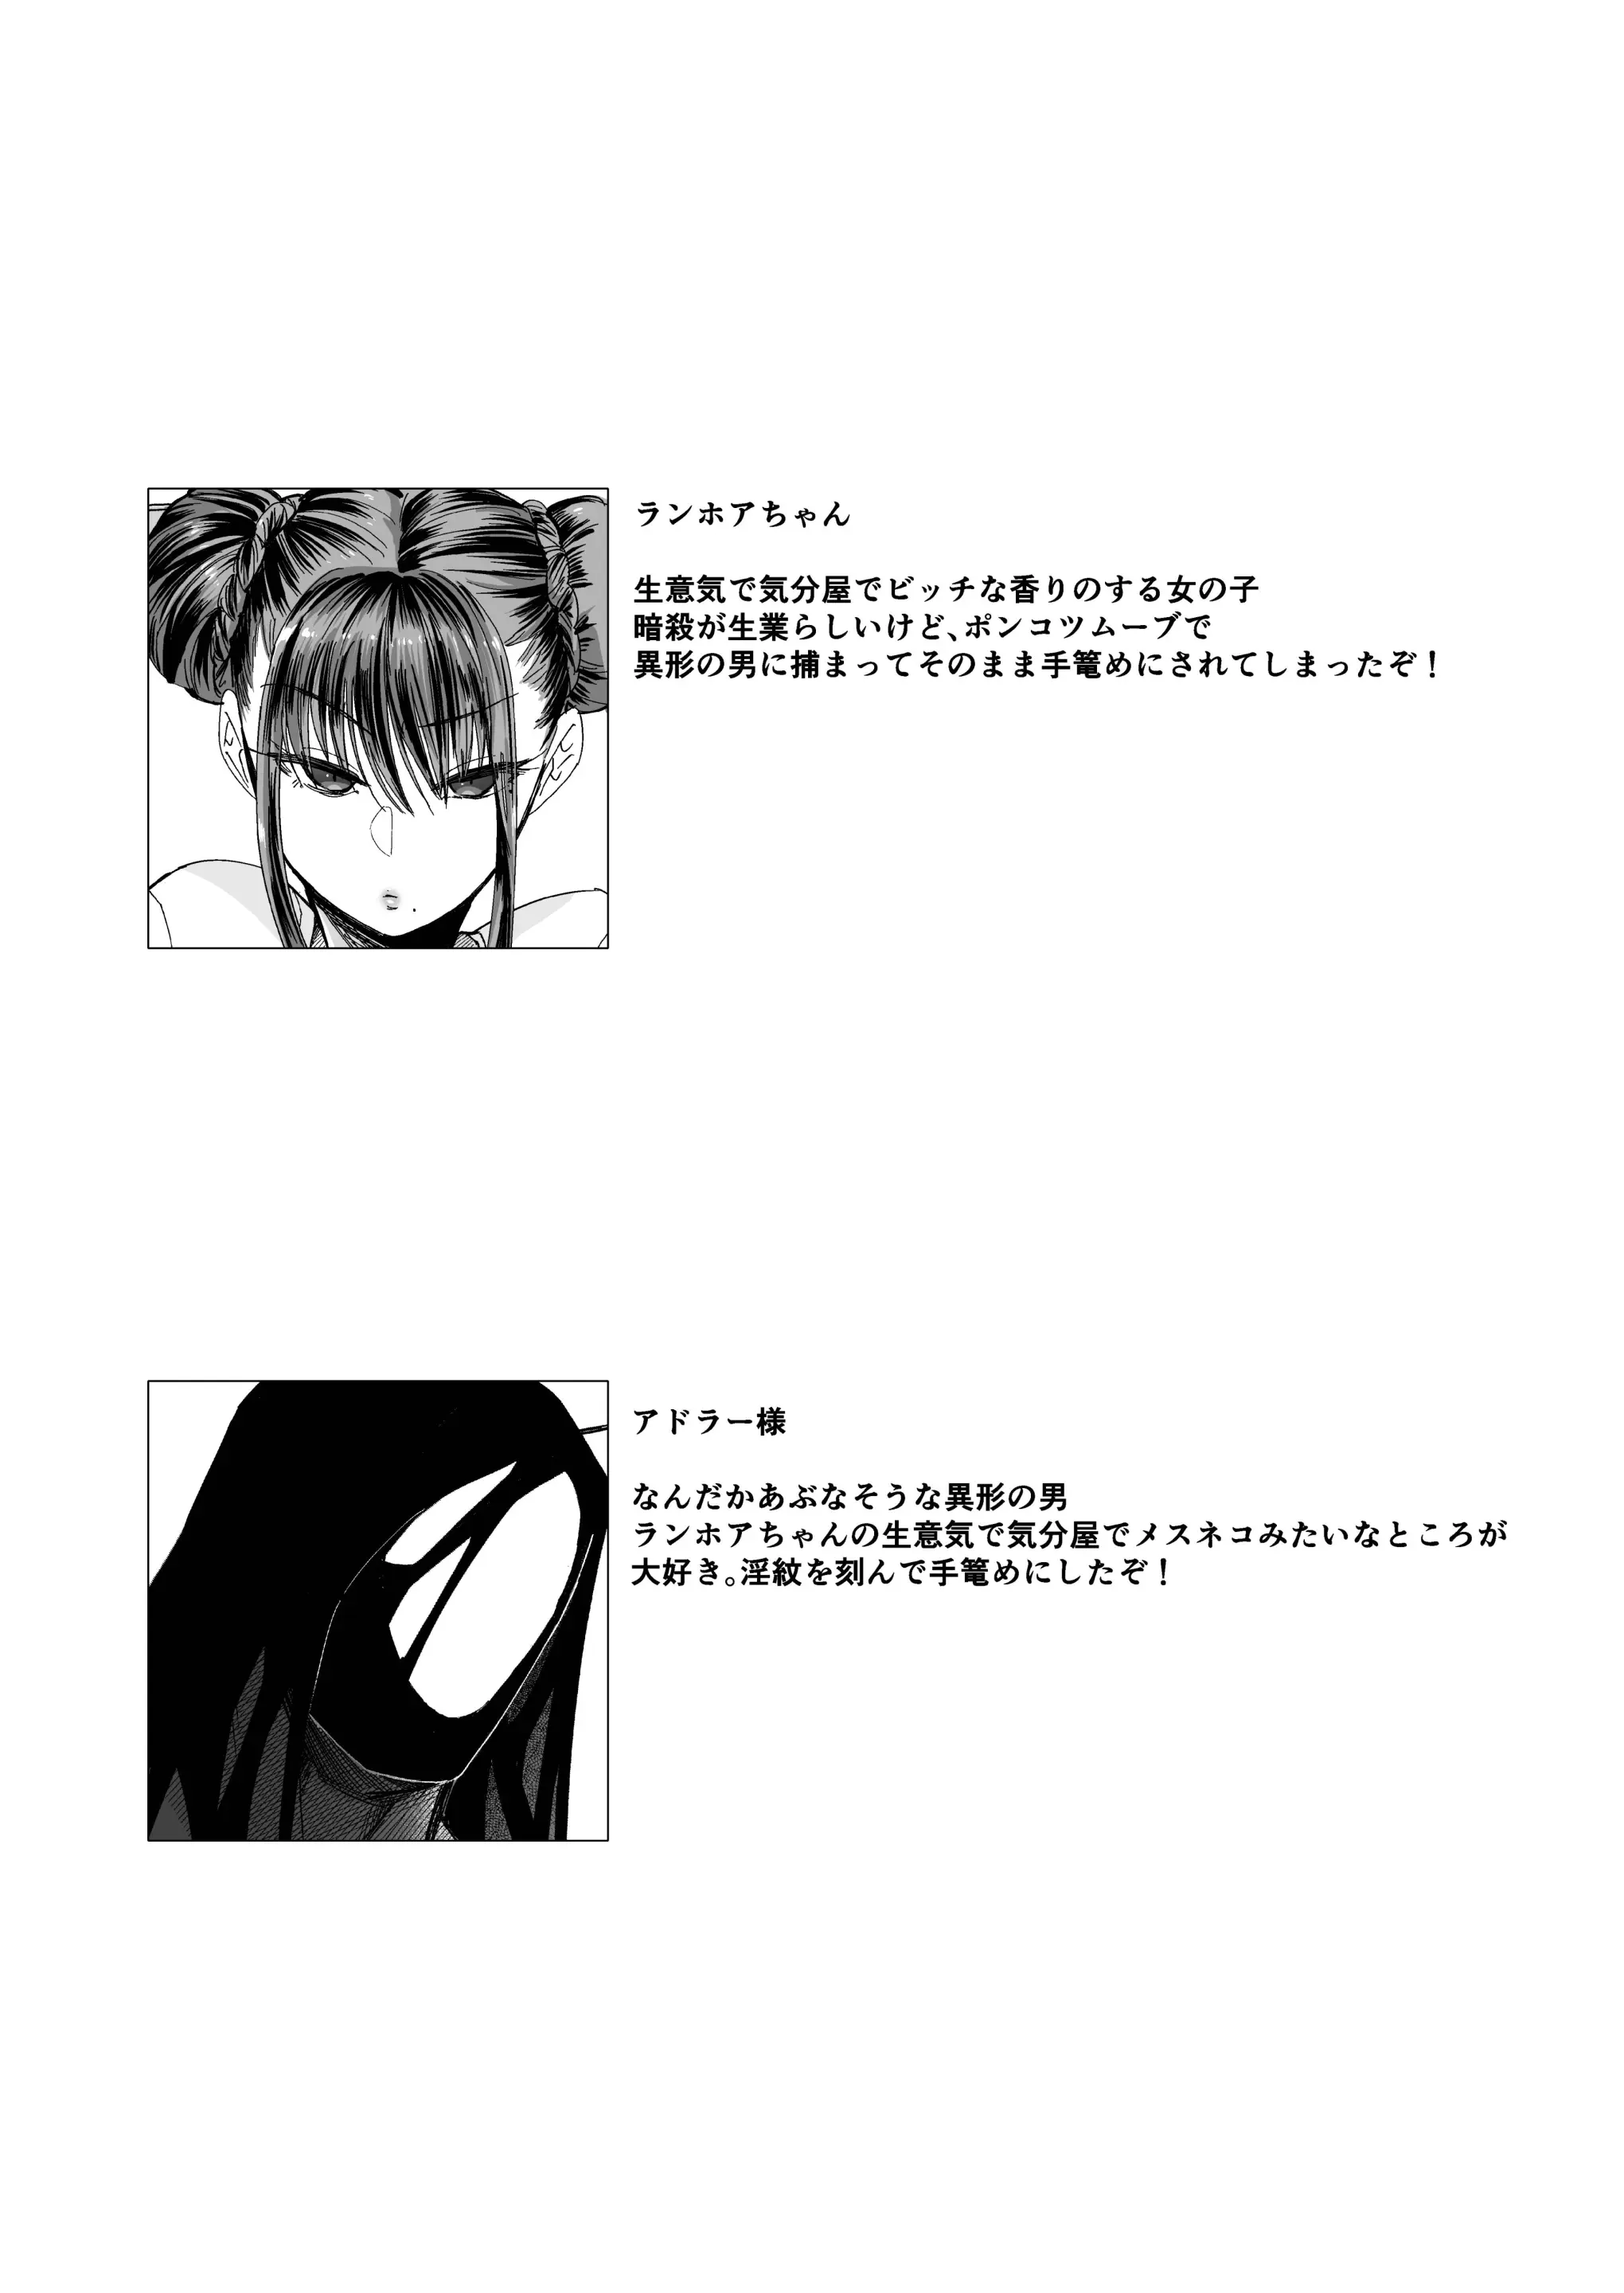 ランホアちゃん
生意気で気分屋でビッチな香りのする女の子
暗殺が生業らしいけど、ポンコツムーブで
異形の男に捕まってそのまま手篭めにされてしまったぞ！
アドラー様
なんだかあぶなそうな異形の男
ランホアちゃんの生意気で気分屋でメスネコみたいなところが
大好き。淫紋を刻んで手篭めにしたぞ！